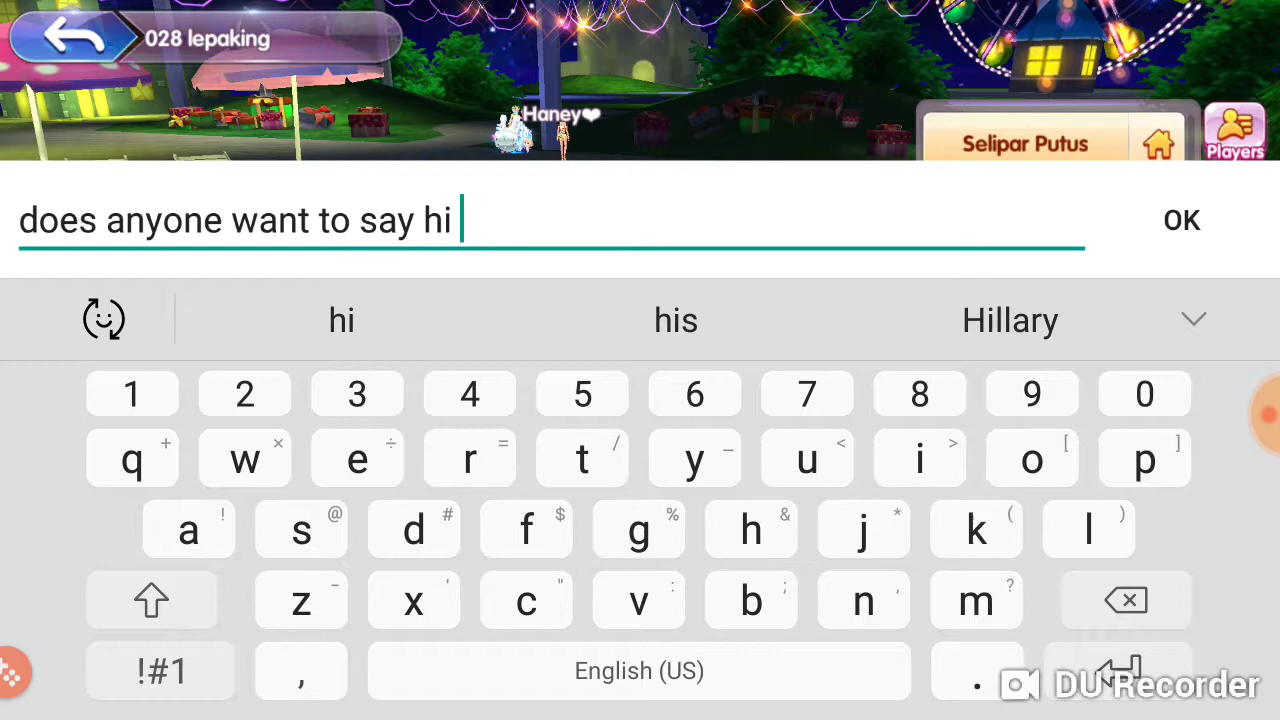 028 lepaking
Haney❤
Selipar Putus
Players
does anyone want to say hi
OK
hi his Hillary
1 2 3 4 5 6 7 8 9 0
q + w × e ÷ r = t / y _ u < i > o [ p ]
a ! s @ d # f $ g % h & j * k ( l )
z - x ' c " v : b ; n , m ?
!#1 , English (US) .
DU Recorder